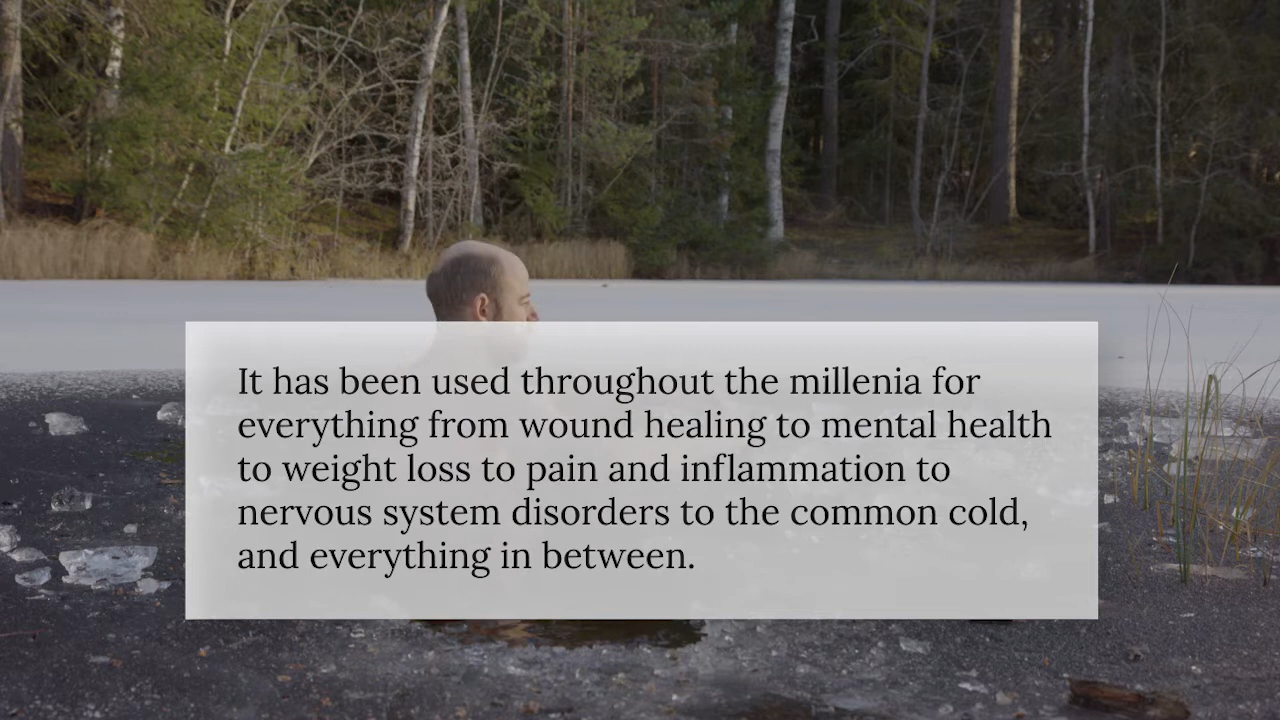 It has been used throughout the millenia for
everything from wound healing to mental health
to weight loss to pain and inflammation to
nervous system disorders to the common cold,
and everything in between.